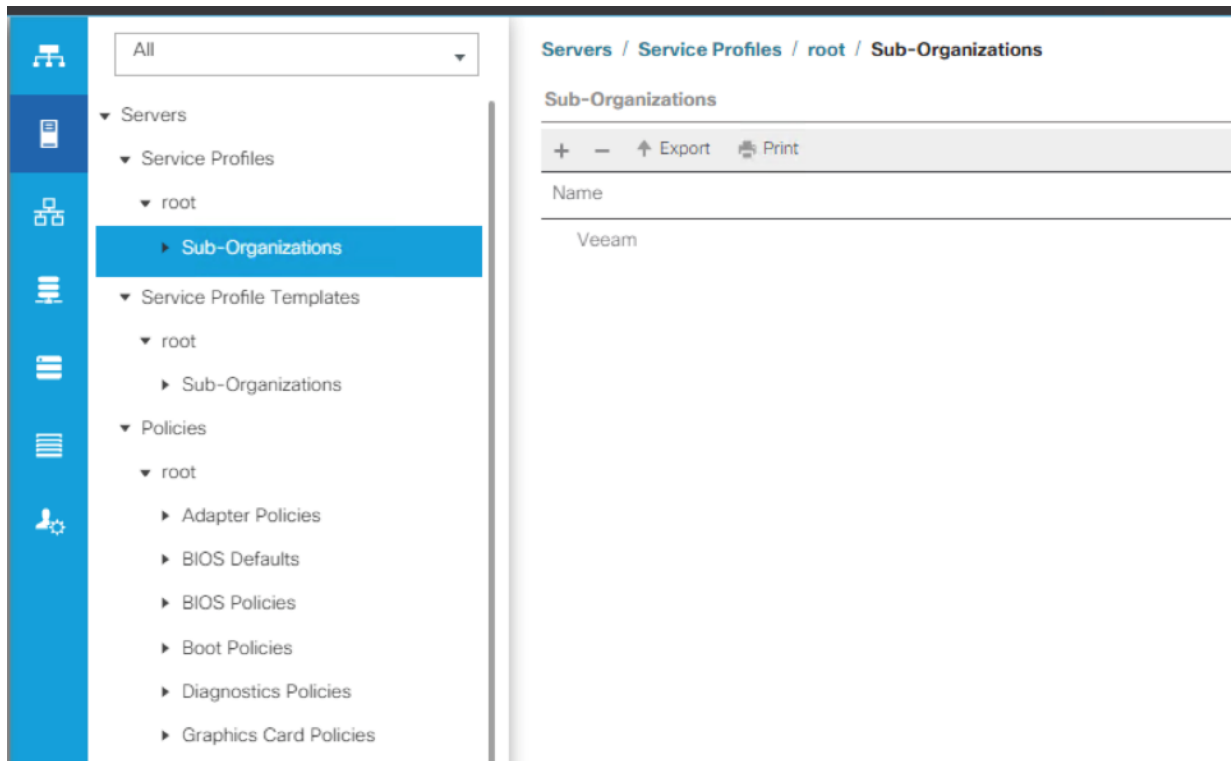 All
Servers
Service Profiles
root
Sub-Organizations
Service Profile Templates
root
Sub-Organizations
Policies
root
Adapter Policies
BIOS Defaults
BIOS Policies
Boot Policies
Diagnostics Policies
Graphics Card Policies
Servers / Service Profiles / root / Sub-Organizations
Sub-Organizations
+ − Export Print
Name
Veeam